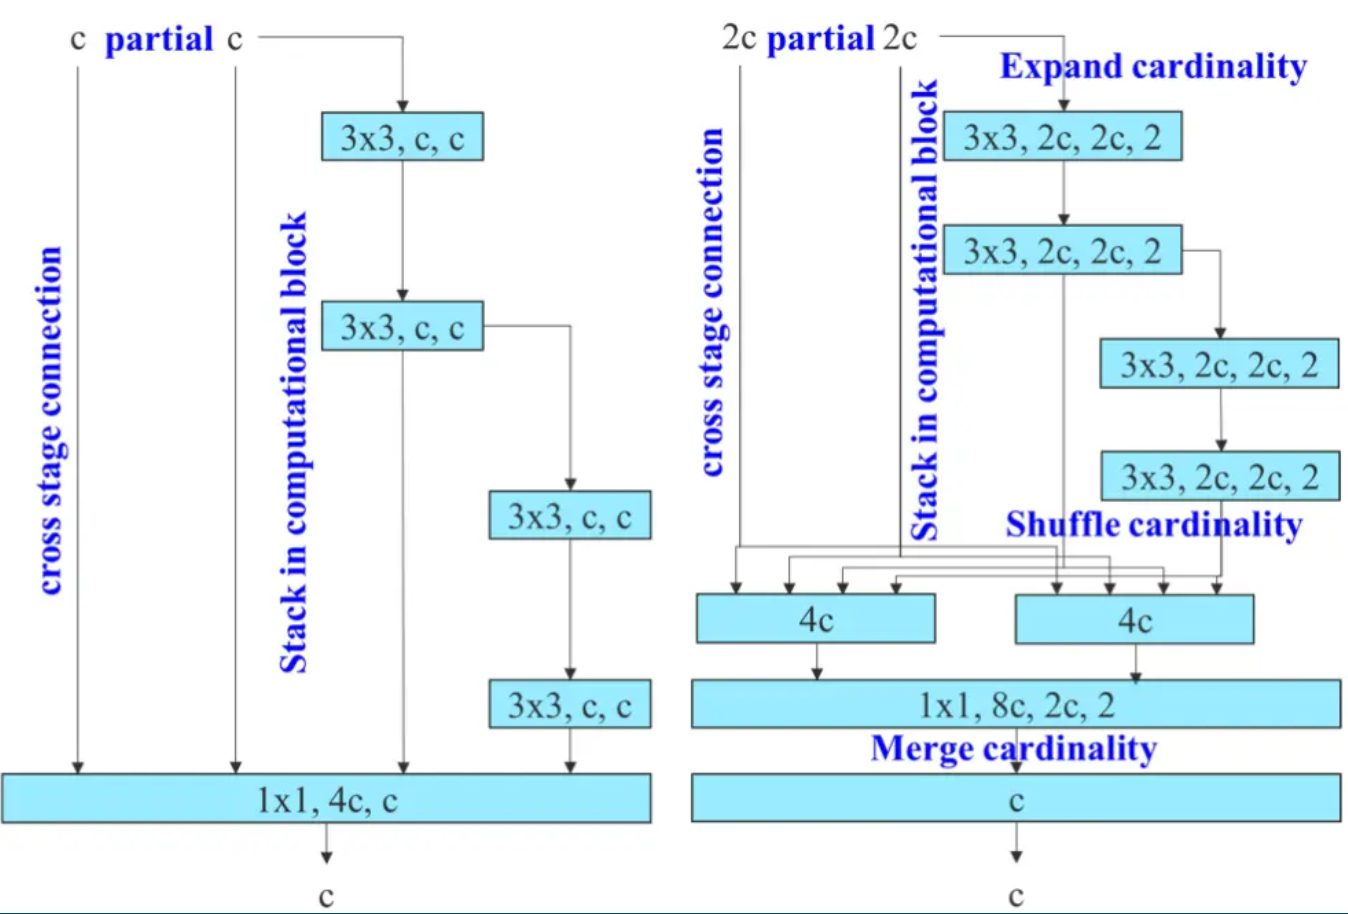 c partial c
3x3, c, c
cross stage connection
Stack in computational block
3x3, c, c
3x3, c, c
3x3, c, c
1x1, 4c, c
c
2c partial 2c
Expand cardinality
cross stage connection
Stack in computational block
3x3, 2c, 2c, 2
3x3, 2c, 2c, 2
3x3, 2c, 2c, 2
3x3, 2c, 2c, 2
Shuffle cardinality
4c
4c
1x1, 8c, 2c, 2
Merge cardinality
c
c